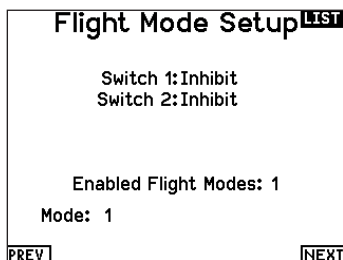 Flight Mode Setup LIST
Switch 1: Inhibit
Switch 2: Inhibit
Enabled Flight Modes: 1
Mode: 1
PREV NEXT